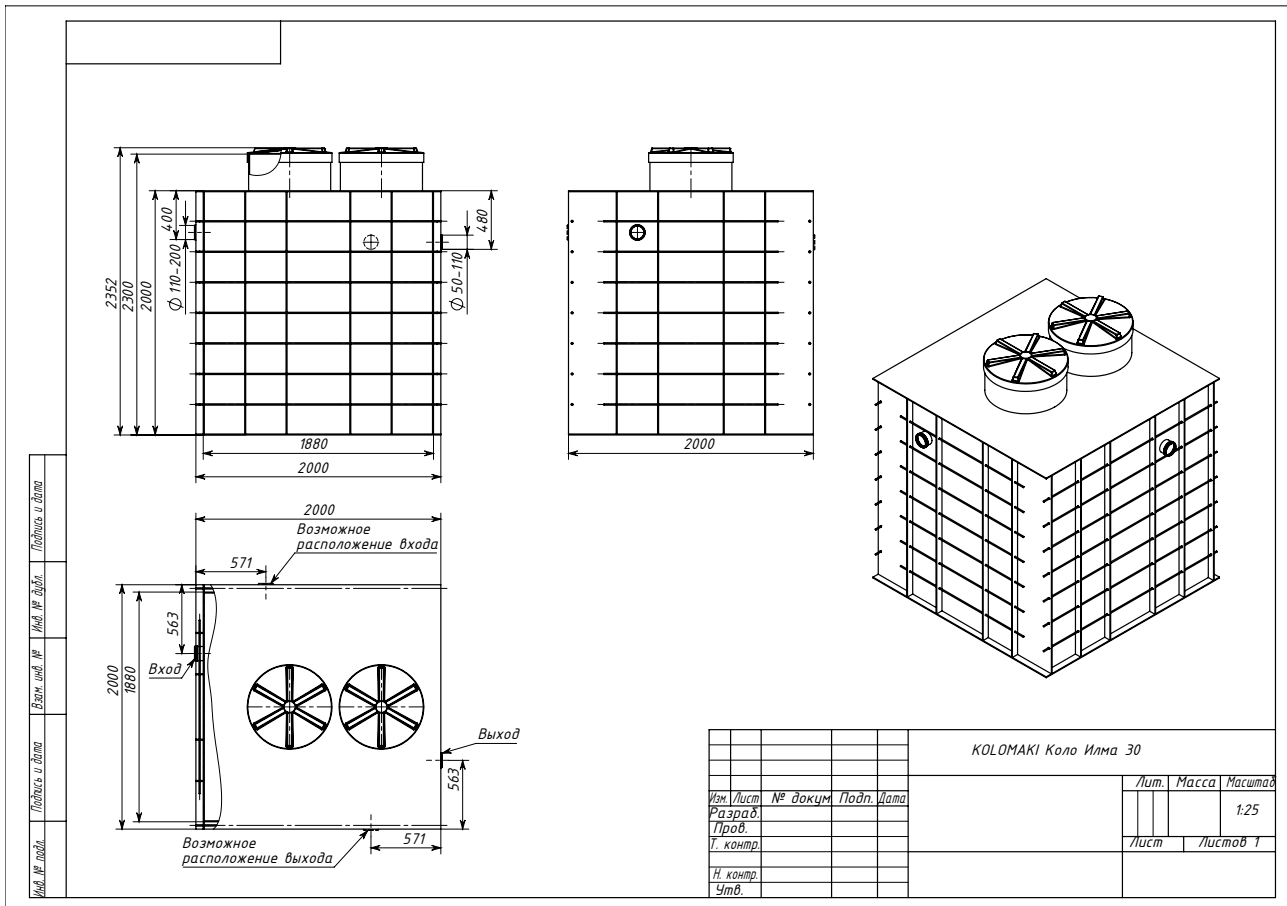 2352
2300
2000
400
⌀ 110-200
480
⌀ 50-110
1880
2000
2000
2000
Возможное
расположение входа
571
563
2000
1880
Вход
Выход
563
571
Возможное
расположение выхода
Подпись и дата
Инв. № дубл.
Взам. инв. №
Подпись и дата
Инв. № подл.
KOLOMAKI Коло Илма 30
Лит. Масса Масштаб
1:25
Лист Листов 1
Изм. Лист № докум Подп. Дата
Разраб.
Пров.
Т. контр.
Н. контр.
Утв.